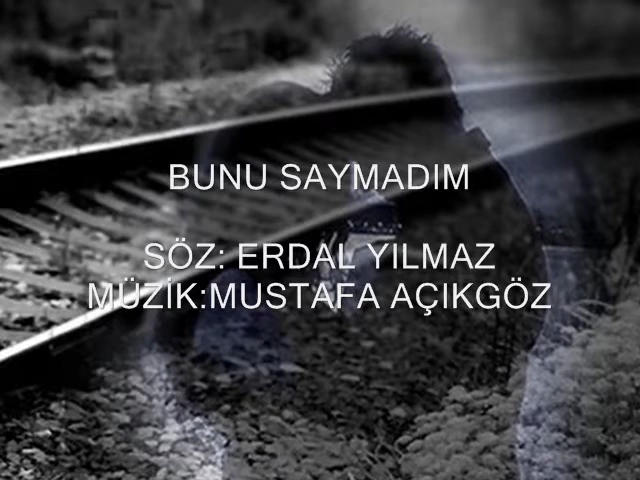 BUNU SAYMADIM
SÖZ: ERDAL YILMAZ
MÜZİK:MUSTAFA AÇIKGÖZ